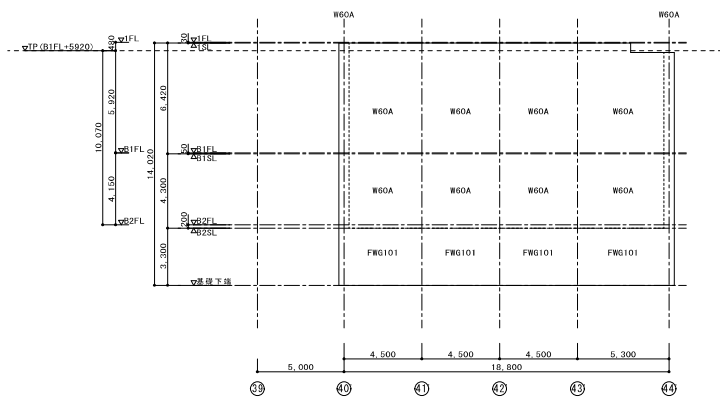 W60A W60A
▽1FL
480
30
▽1FL
△1SL
▽TP(B1FL+5920)
5,920
6,420
10,070
14,020
W60A W60A W60A W60A
▽B1FL
50
▽B1FL
△B1SL
4,150
4,300
W60A W60A W60A W60A
▽B2FL
200
▽B2FL
△B2SL
3,300
FWG101 FWG101 FWG101 FWG101
▽基礎下端
4,500 4,500 4,500 5,300
5,000 18,800
39 40 41 42 43 44